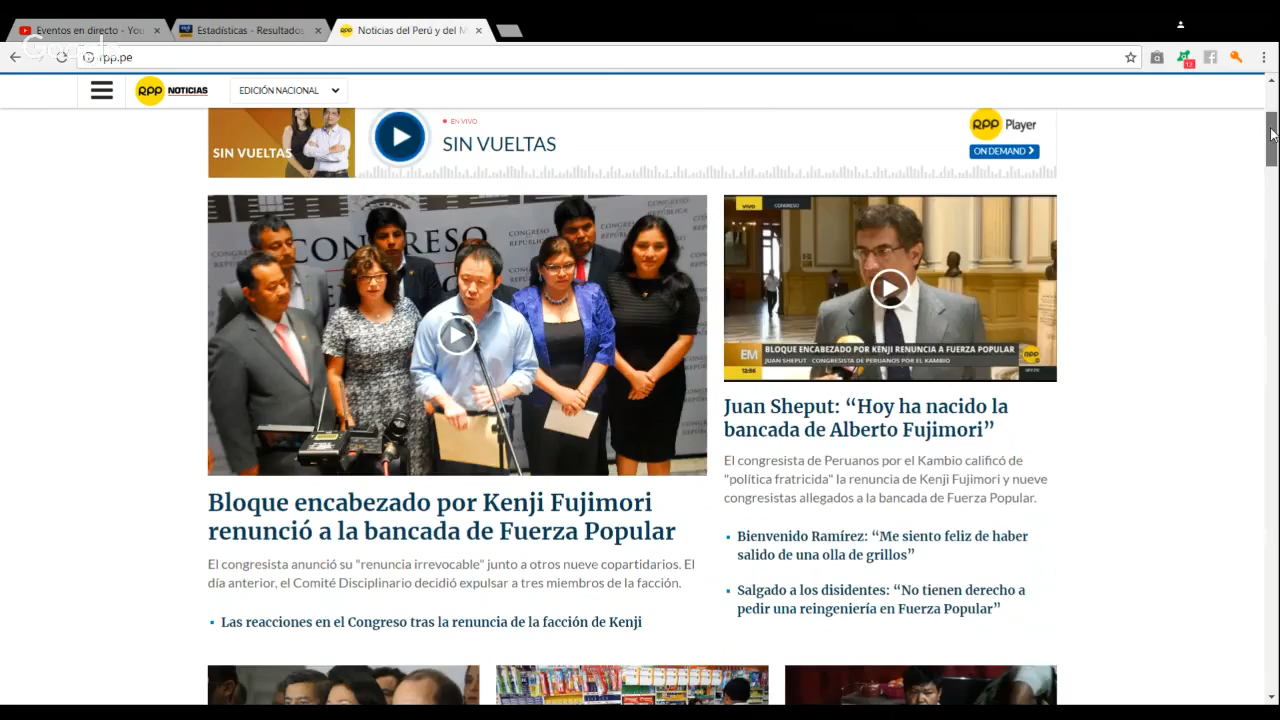 Eventos en directo - You
Estadísticas - Resultados
Noticias del Perú y del M
rpp.pe
12
RPP NOTICIAS
EDICIÓN NACIONAL
SIN VUELTAS
EN VIVO
SIN VUELTAS
RPP Player
ON DEMAND
CONGRESO
REPÚBLICA
CONGRESO
REPÚBLICA
vivo CONGRESO
EM
BLOQUE ENCABEZADO POR KENJI RENUNCIA A FUERZA POPULAR
JUAN SHEPUT - CONGRESISTA DE PERUANOS POR EL KAMBIO
RPP
Bloque encabezado por Kenji Fujimori
renunció a la bancada de Fuerza Popular
El congresista anunció su "renuncia irrevocable" junto a otros nueve copartidarios. El
día anterior, el Comité Disciplinario decidió expulsar a tres miembros de la facción.
Las reacciones en el Congreso tras la renuncia de la facción de Kenji
Juan Sheput: “Hoy ha nacido la
bancada de Alberto Fujimori”
El congresista de Peruanos por el Kambio calificó de
"política fratricida" la renuncia de Kenji Fujimori y nueve
congresistas allegados a la bancada de Fuerza Popular.
Bienvenido Ramírez: “Me siento feliz de haber
salido de una olla de grillos”
Salgado a los disidentes: “No tienen derecho a
pedir una reingeniería en Fuerza Popular”